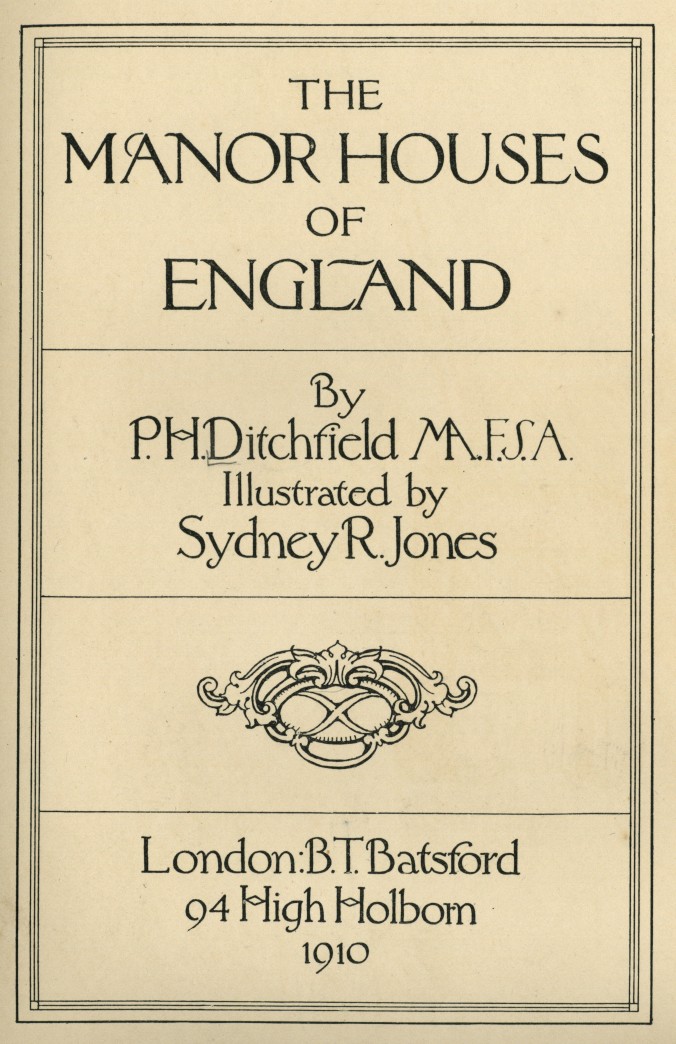 THE
MANOR HOUSES
OF
ENGLAND
By
P.H.Ditchfield M.A.F.S.A.
Illustrated by
Sydney R. Jones
London: B.T. Batsford
94 High Holborn
1910